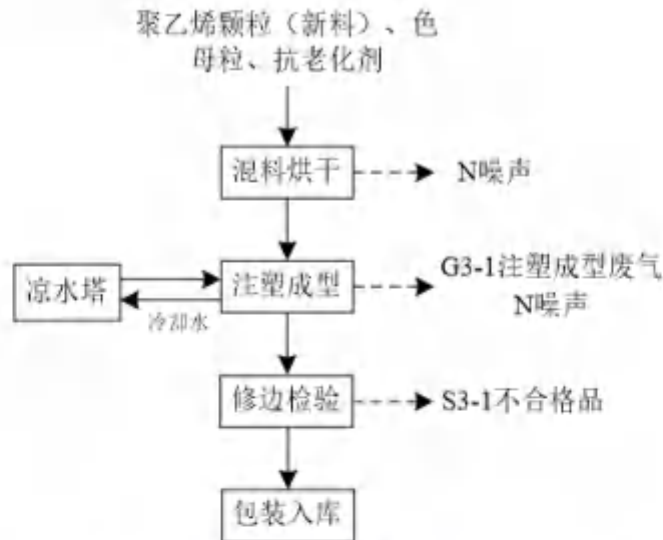 聚乙烯颗粒（新料）、色
母粒、抗老化剂
混料烘干
N噪声
凉水塔
注塑成型
G3-1注塑成型废气
N噪声
冷却水
修边检验
S3-1不合格品
包装入库